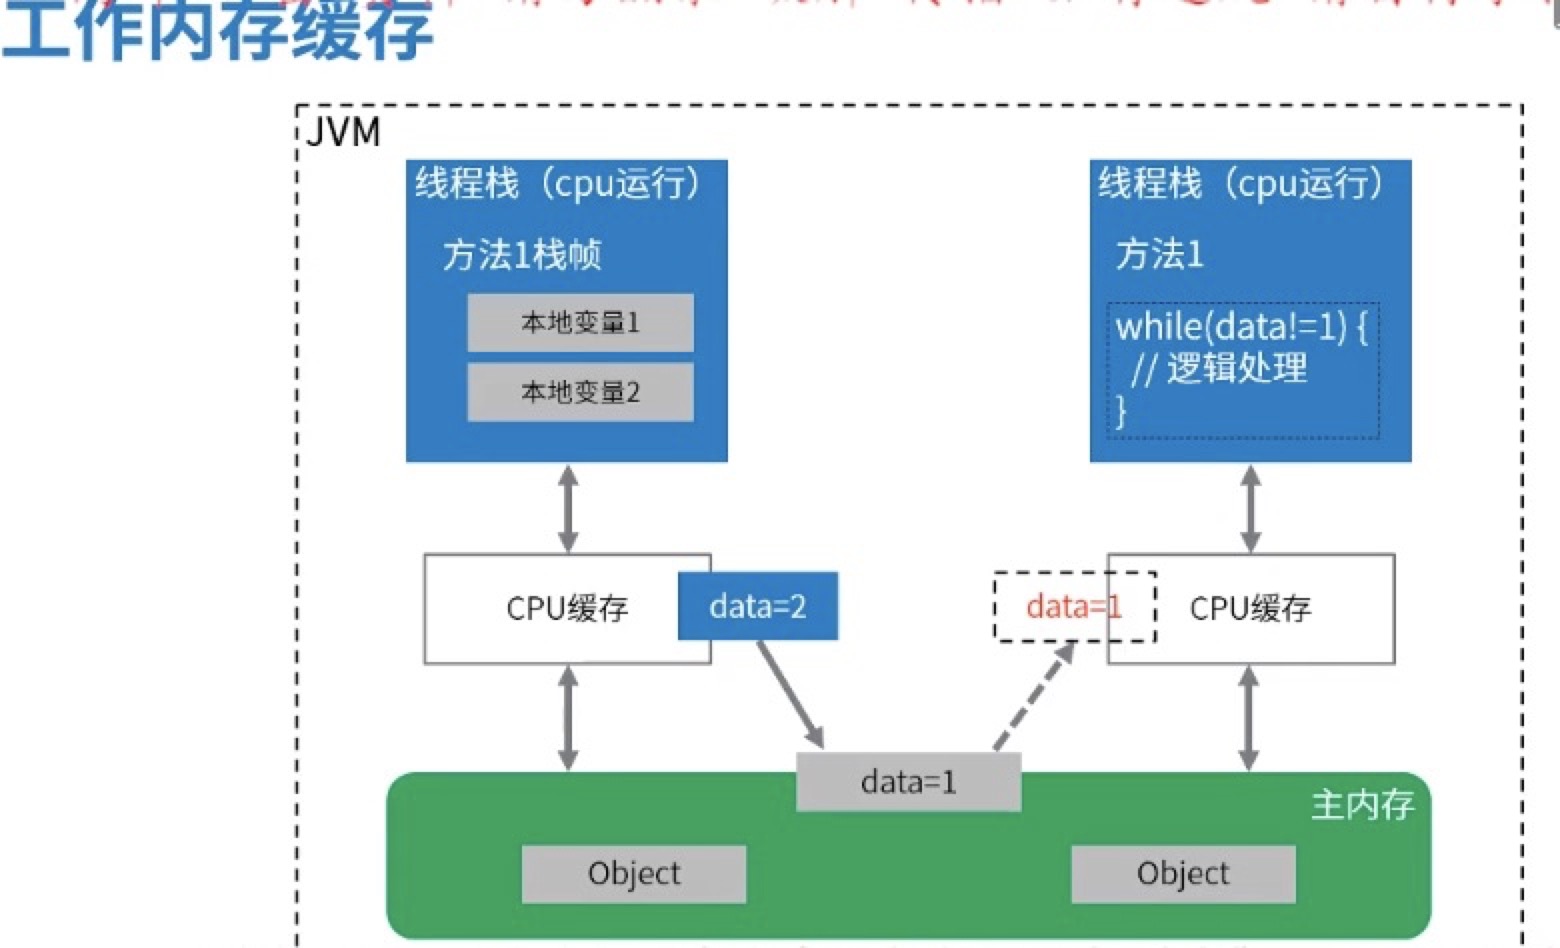 工作内存缓存
JVM
线程栈（cpu运行）
方法1栈帧
本地变量1
本地变量2
线程栈（cpu运行）
方法1
while(data!=1) {
// 逻辑处理
}
CPU缓存
data=2
data=1
CPU缓存
data=1
主内存
Object
Object